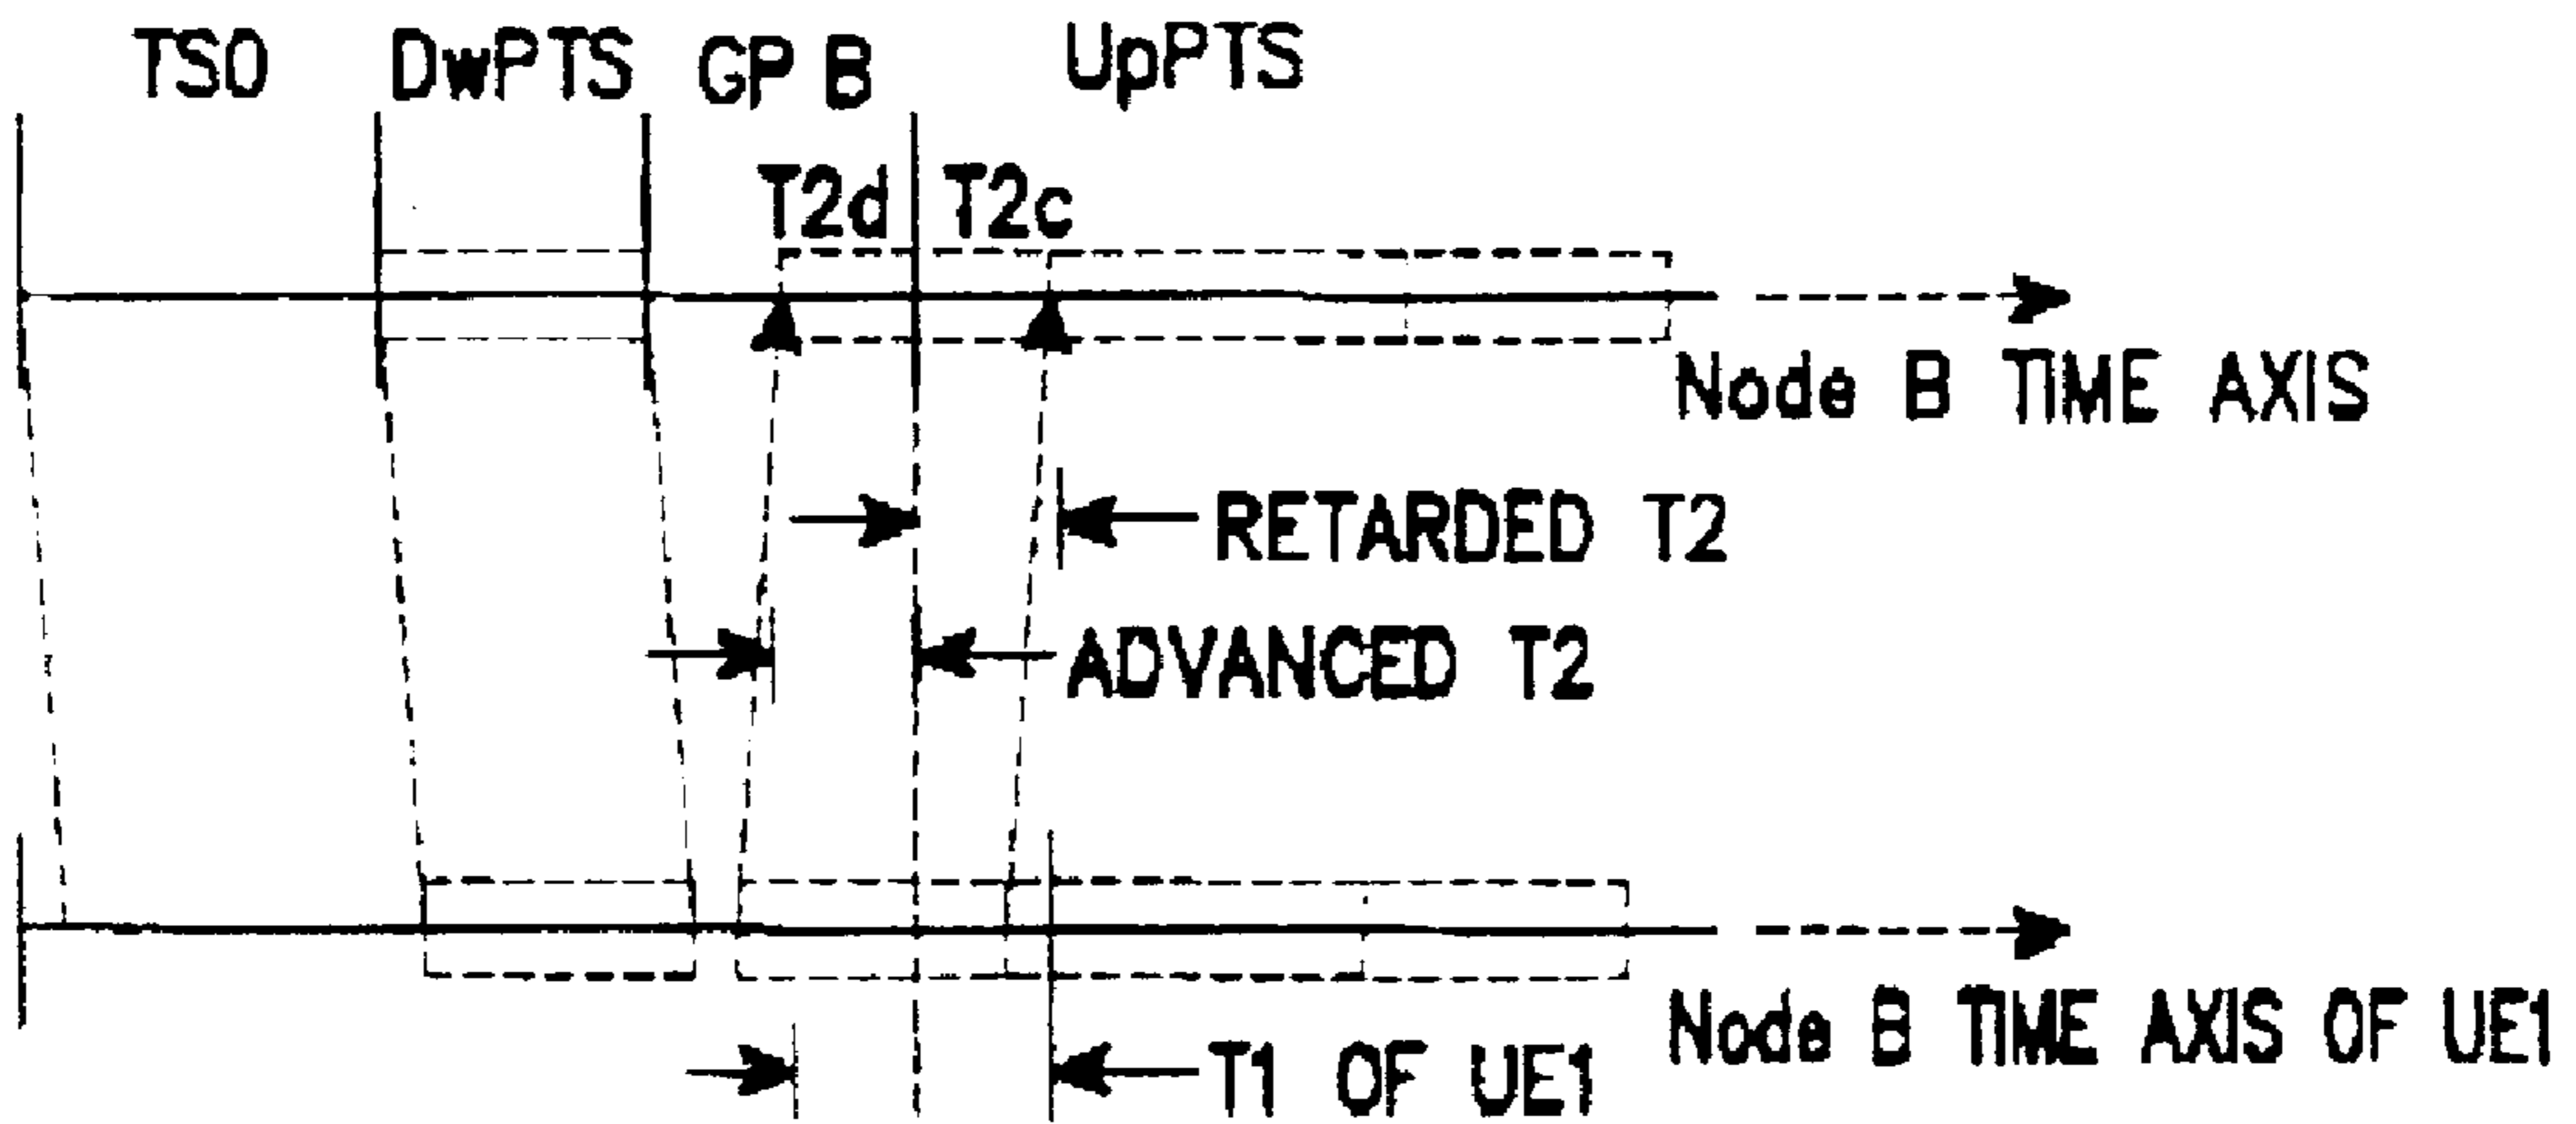 TS0 DwPTS GP B UpPTS
T2d T2c
Node B TIME AXIS
RETARDED T2
ADVANCED T2
Node B TIME AXIS OF UE1
T1 OF UE1